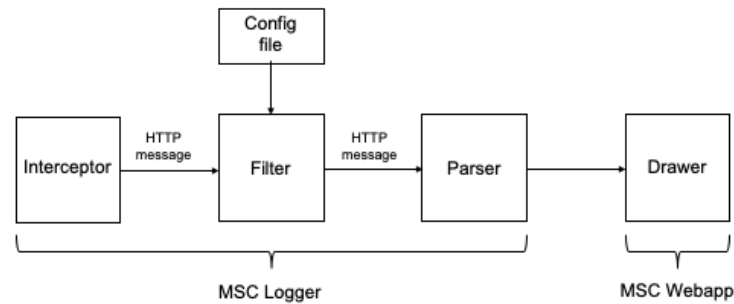 Config
file
Interceptor
HTTP
message
Filter
HTTP
message
Parser
Drawer
MSC Logger
MSC Webapp